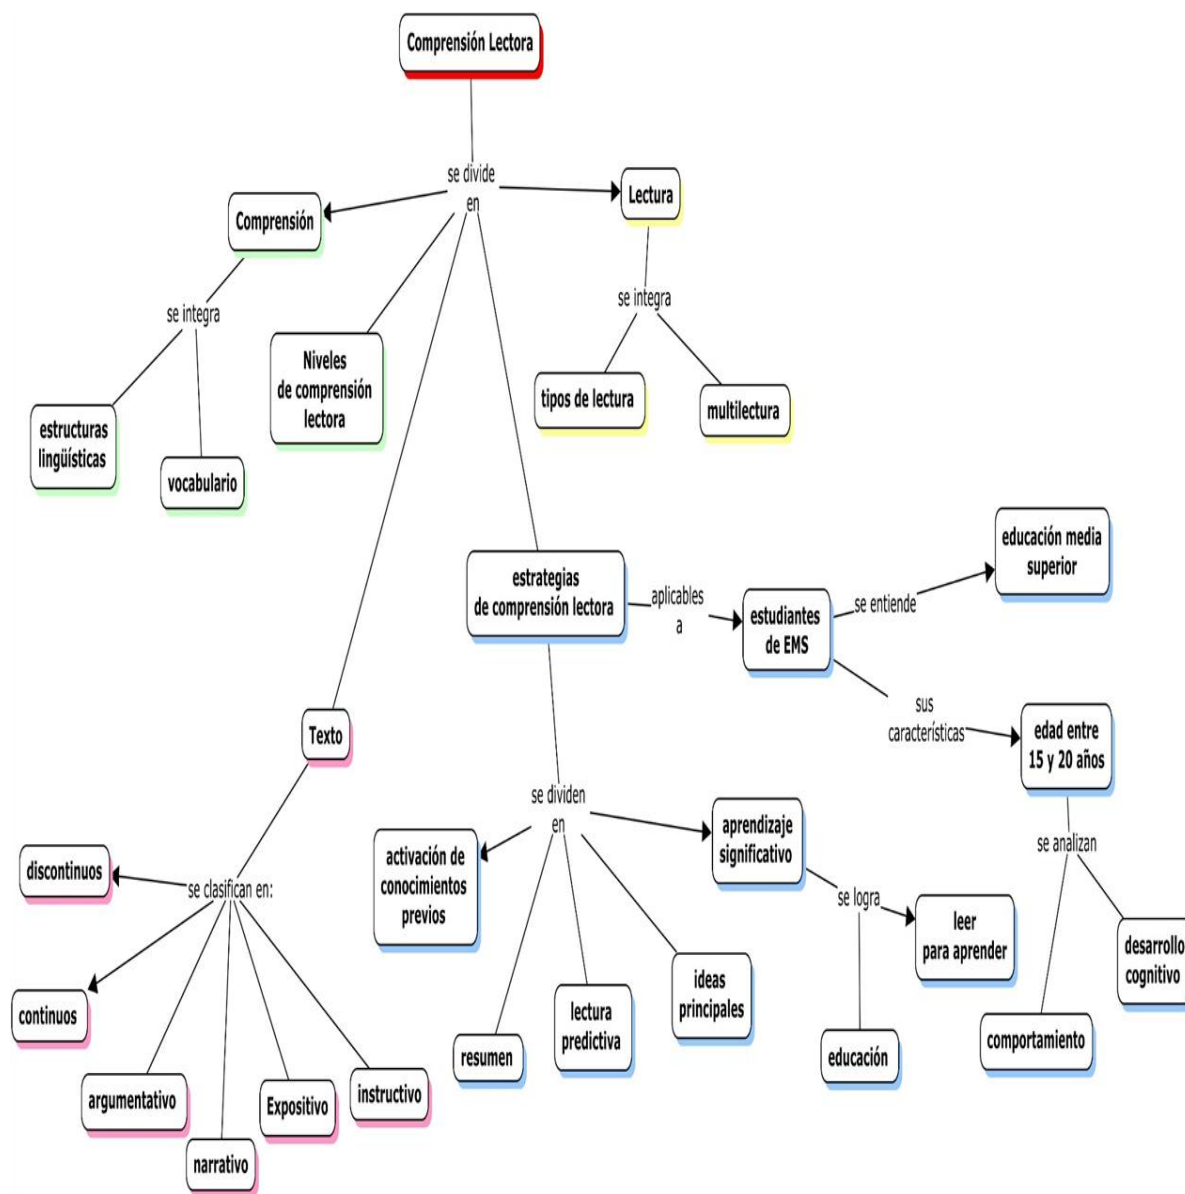 Comprensión Lectora
se divide
en
Lectura
Comprensión
se integra
se integra
Niveles
de comprensión
lectora
tipos de lectura
multilectura
estructuras
lingüísticas
vocabulario
educación media
superior
estrategias
de comprensión lectora
aplicables
a
estudiantes
de EMS
se entiende
sus
características
edad entre
15 y 20 años
Texto
se dividen
en
aprendizaje
significativo
se analizan
activación de
conocimientos
previos
discontinuos
se clasifican en:
se logra
leer
para aprender
desarrollo
cognitivo
ideas
principales
continuos
lectura
predictiva
resumen
educación
comportamiento
argumentativo
Expositivo
instructivo
narrativo